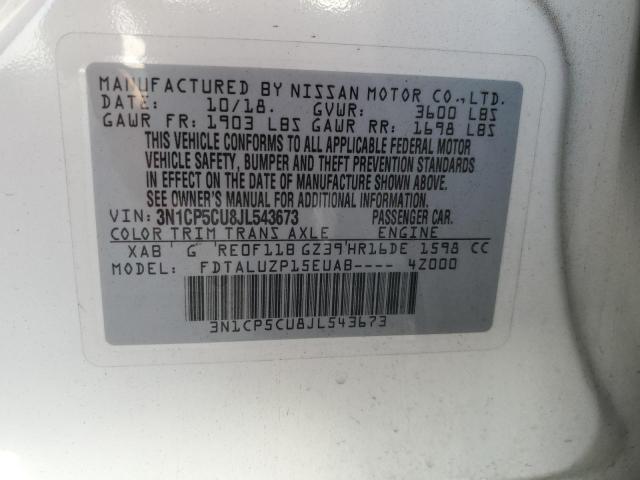 MANUFACTURED BY NISSAN MOTOR CO.,LTD.
DATE: 10/18. GVWR: 3600 LBS
GAWR FR: 1903 LBS GAWR RR: 1698 LBS
THIS VEHICLE CONFORMS TO ALL APPLICABLE FEDERAL MOTOR
VEHICLE SAFETY, BUMPER AND THEFT PREVENTION STANDARDS
IN EFFECT ON THE DATE OF MANUFACTURE SHOWN ABOVE.
SEE OWNER'S MANUAL FOR ADDITIONAL INFORMATION.
VIN: 3N1CP5CU8JL543673 PASSENGER CAR.
COLOR TRIM TRANS AXLE ENGINE
XAB G RE0F11B GZ39 HR16DE 1598 CC
MODEL: FDTALUZP15EUAB---- 4Z000
3N1CP5CU8JL543673